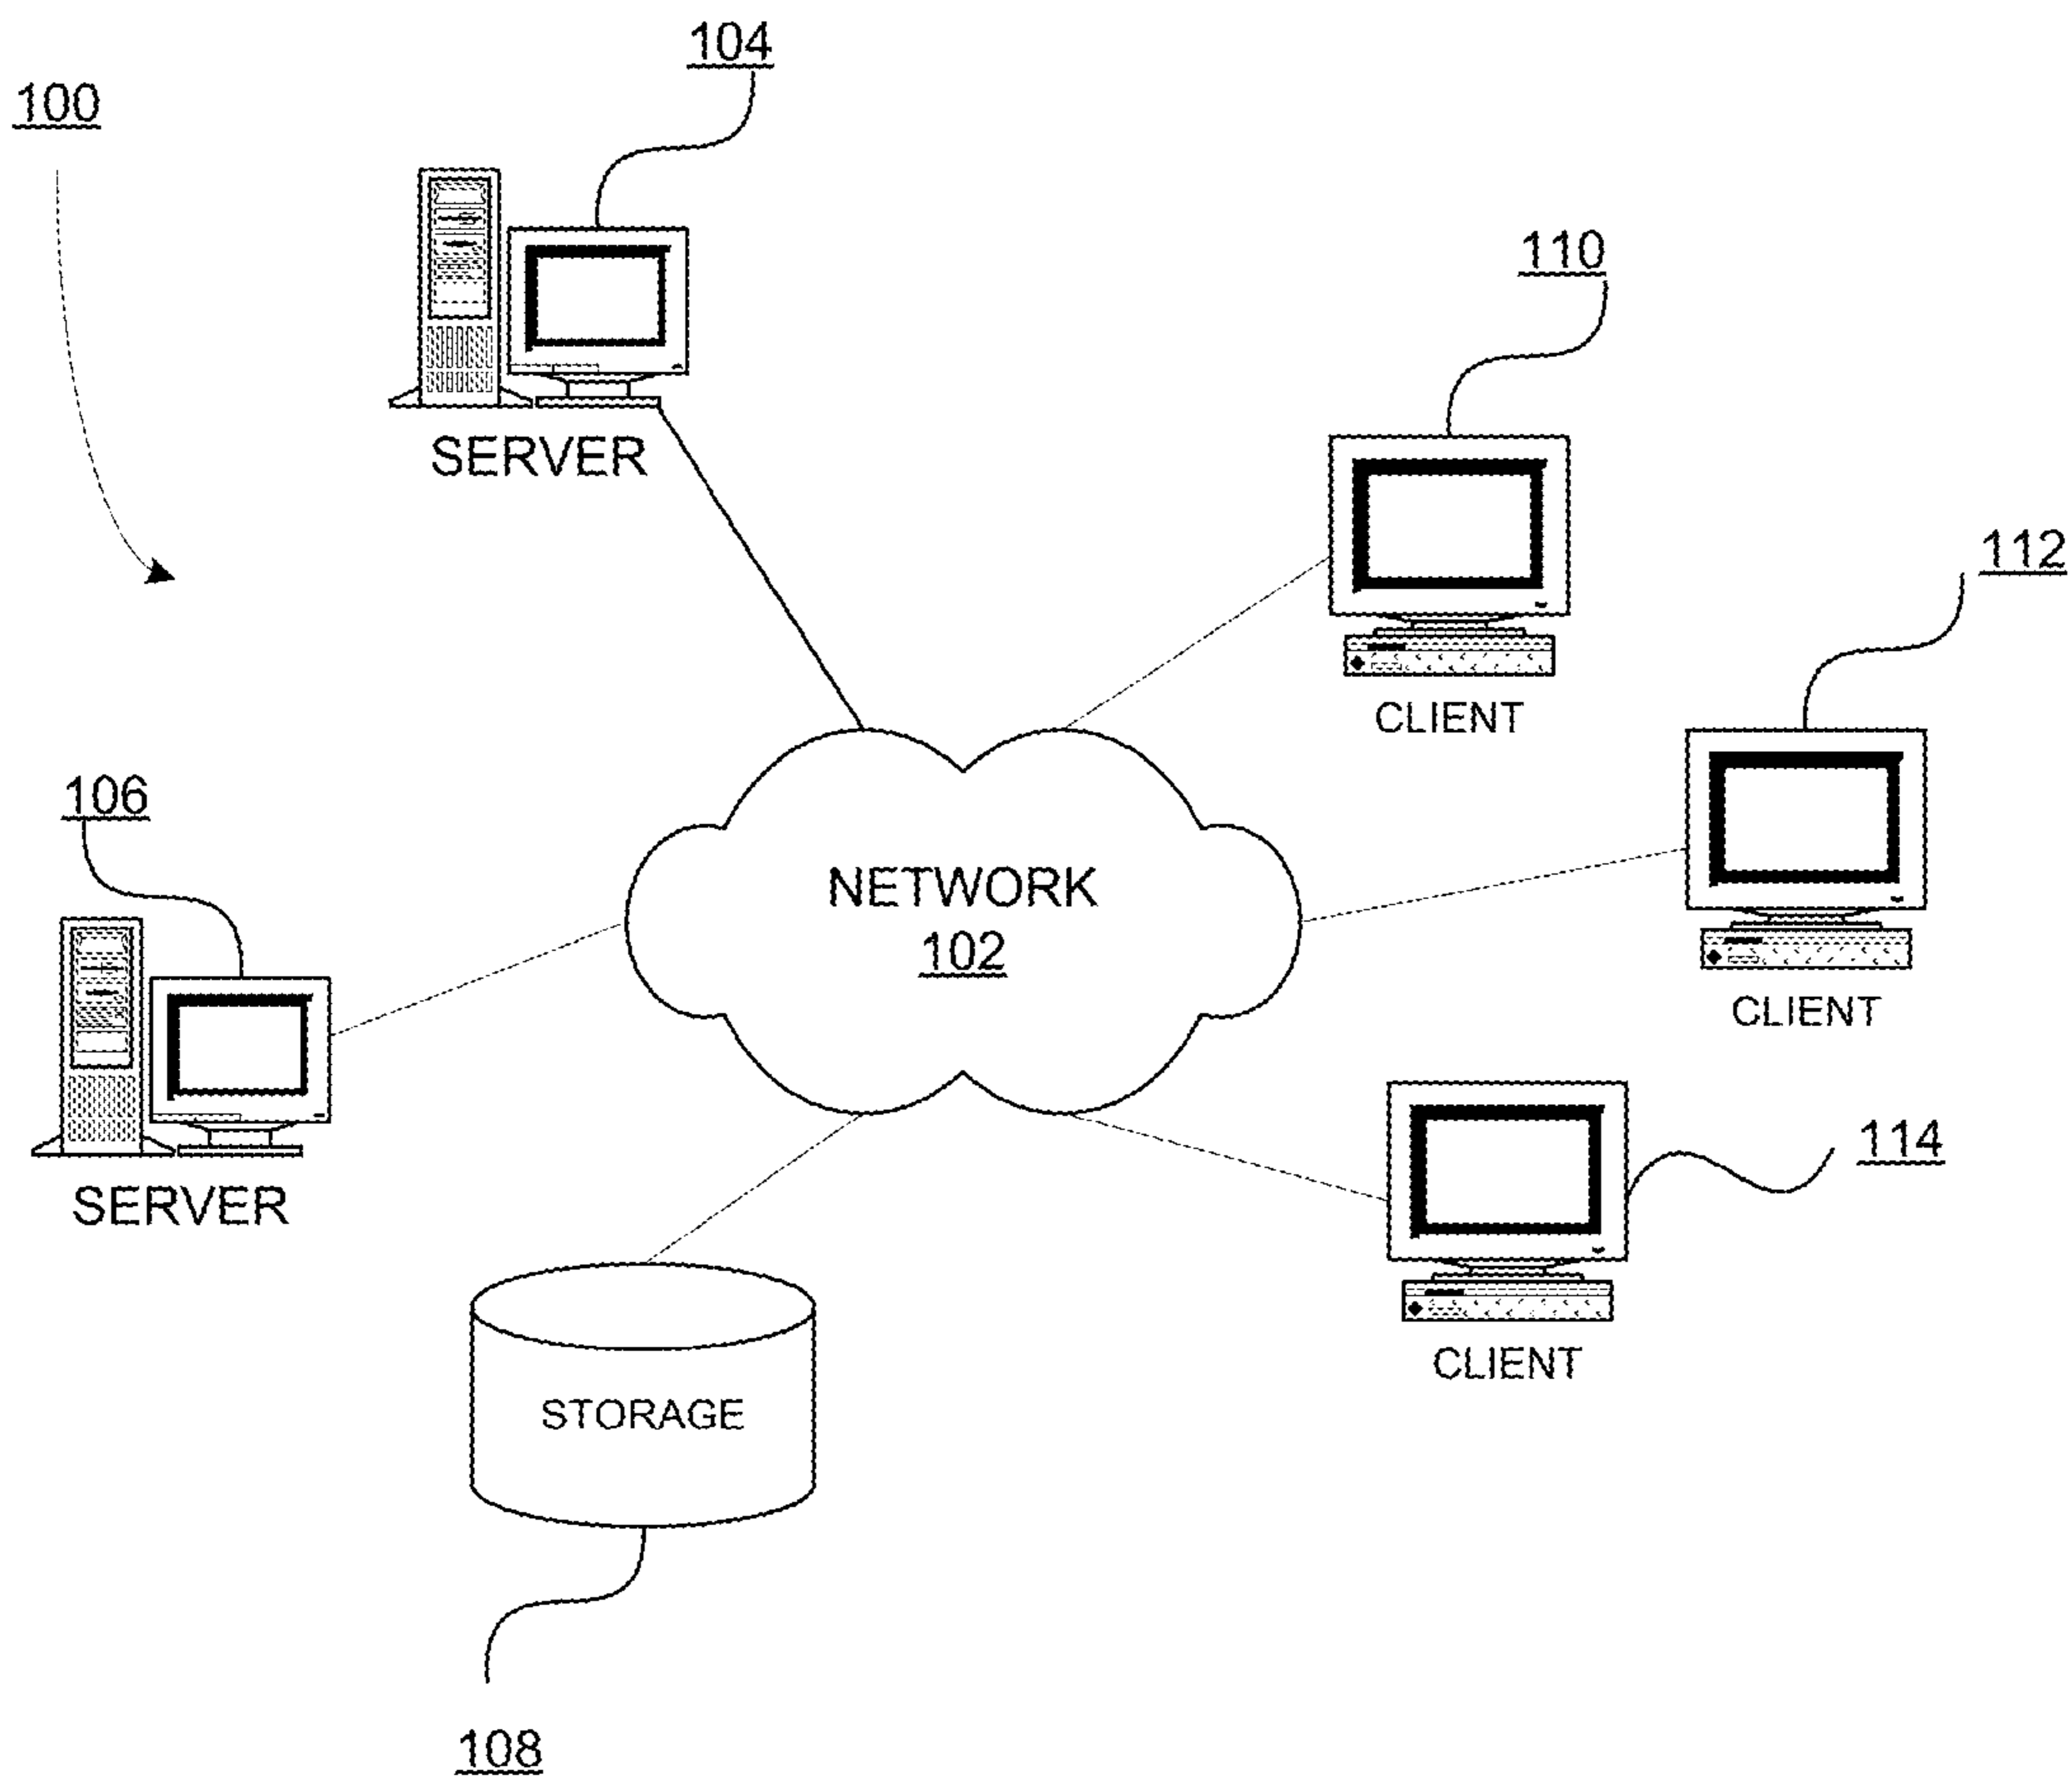 104
100
SERVER
110
CLIENT
112
CLIENT
106
SERVER
NETWORK
102
114
CLIENT
STORAGE
108